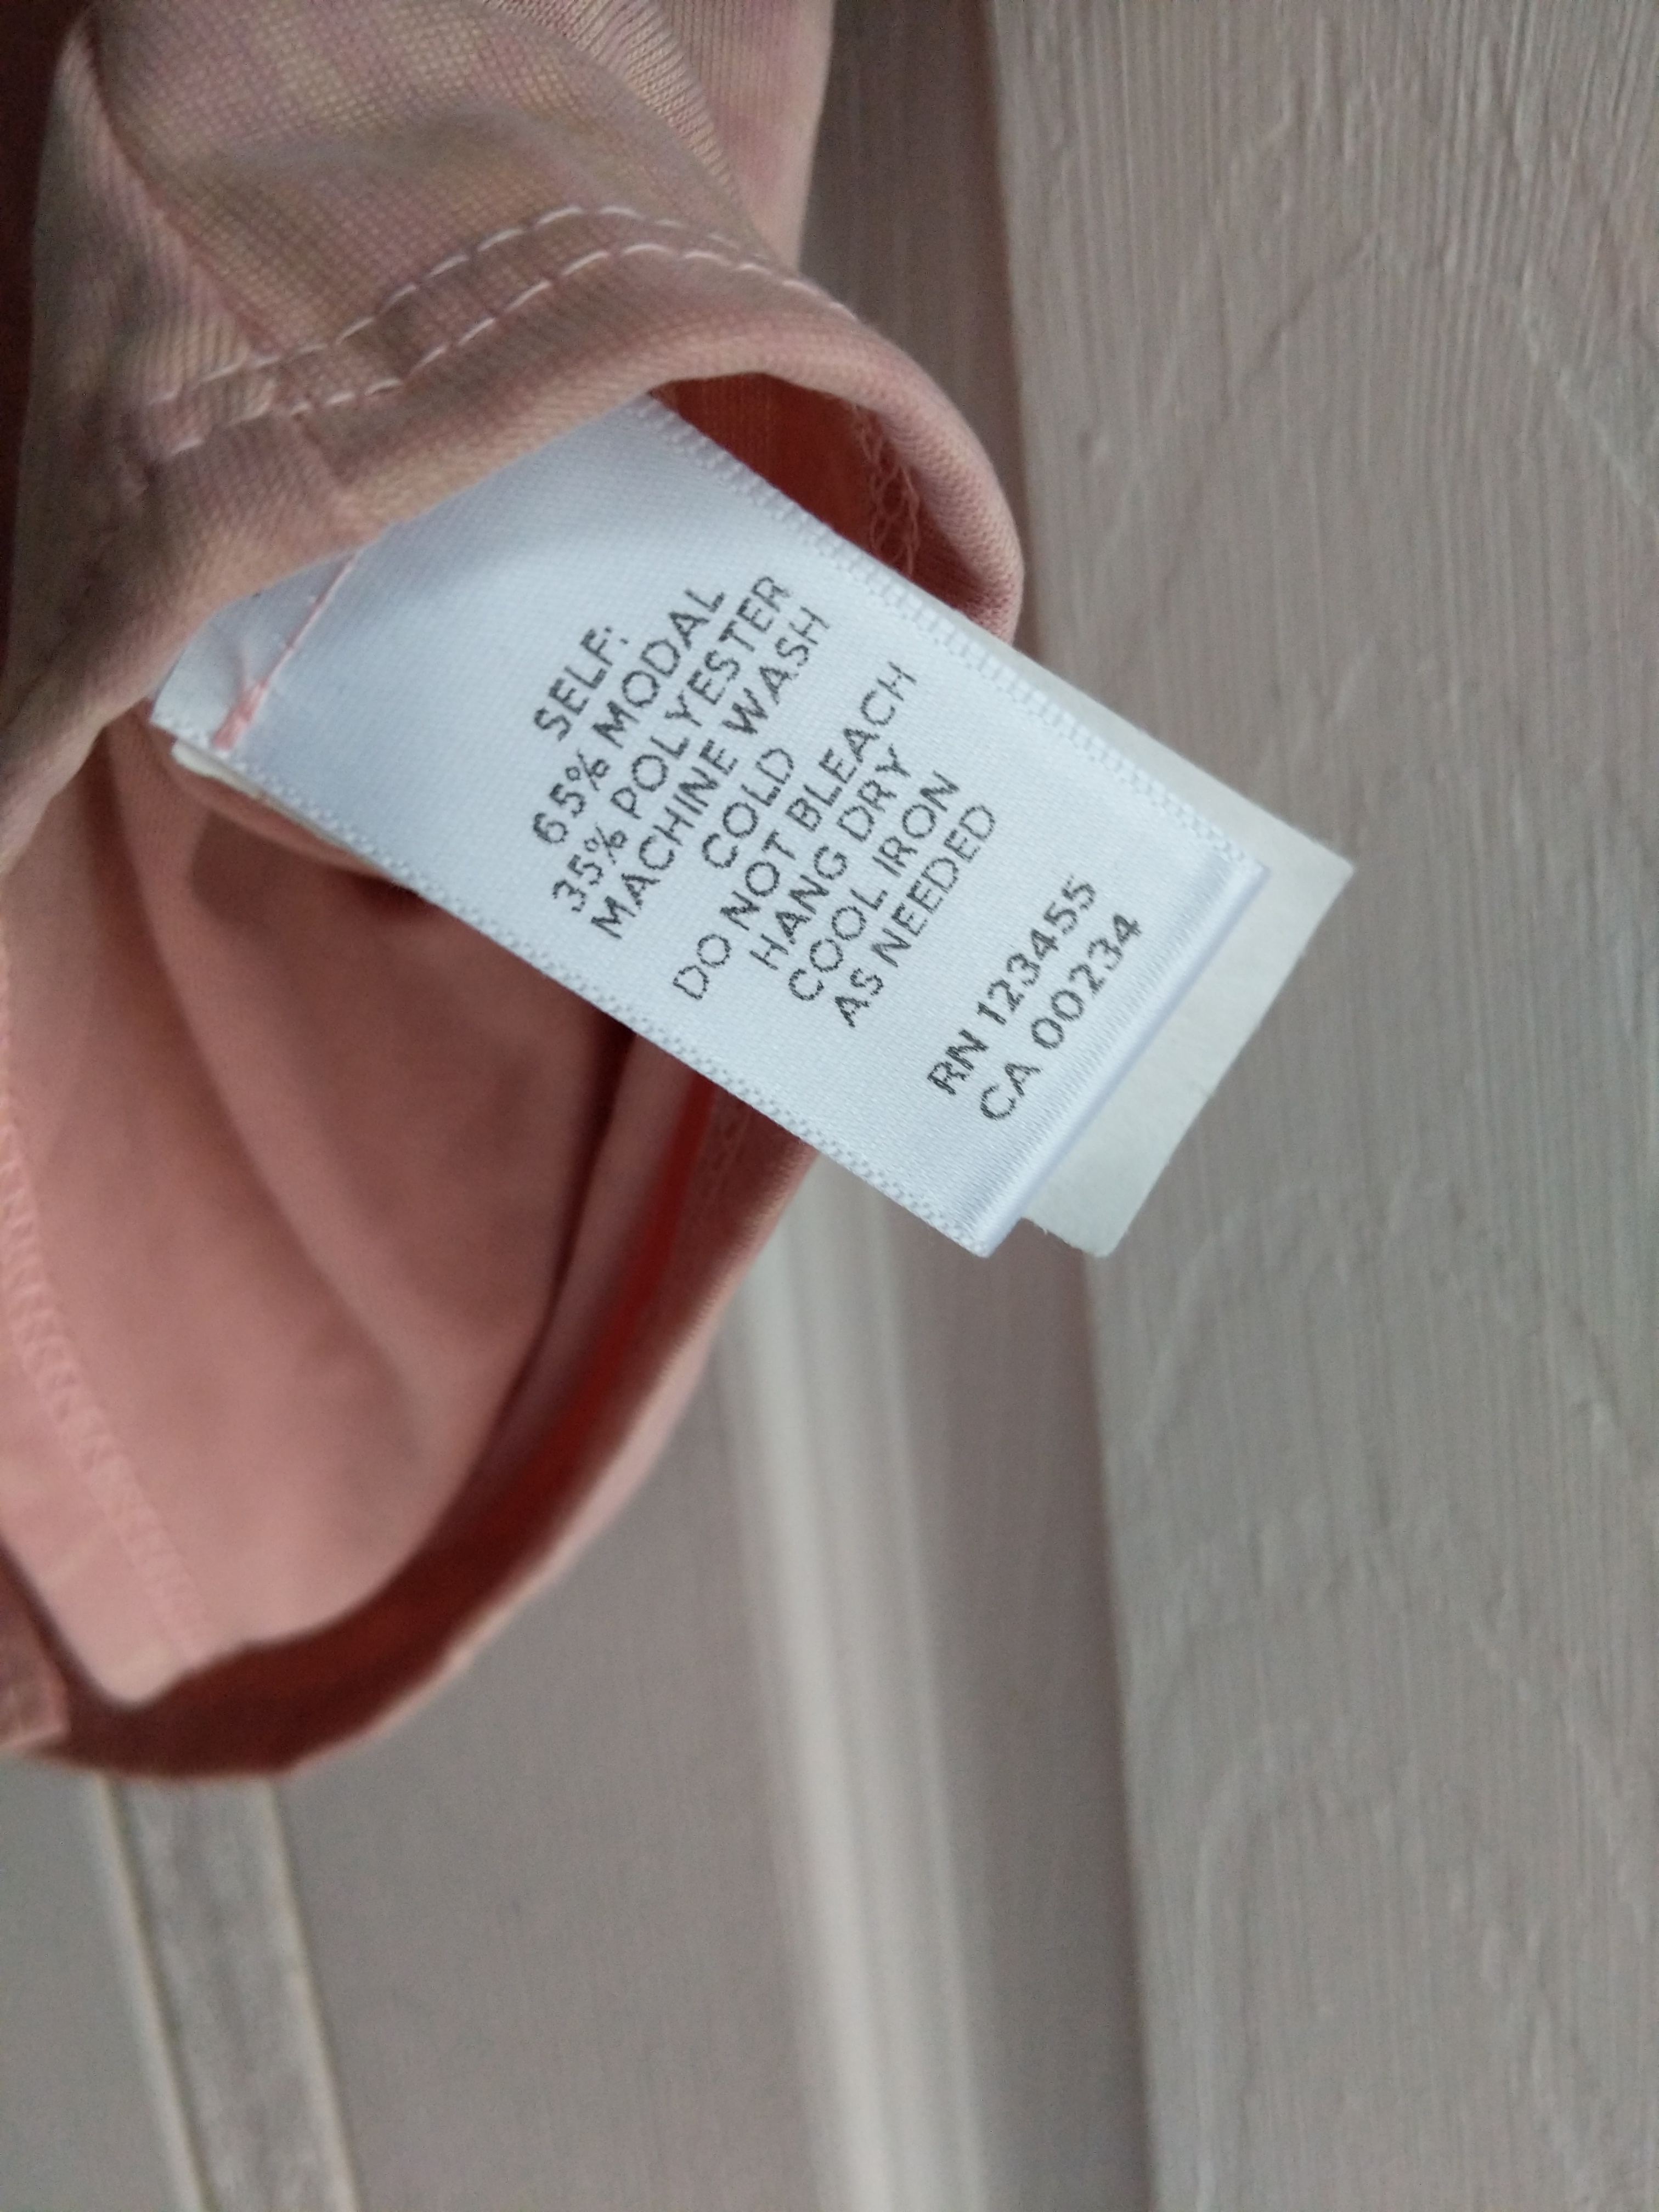 SELF:
65% MODAL
35% POLYESTER
MACHINE WASH
COLD
DO NOT BLEACH
HANG DRY
COOL IRON
AS NEEDED
RN 123455
CA 00234